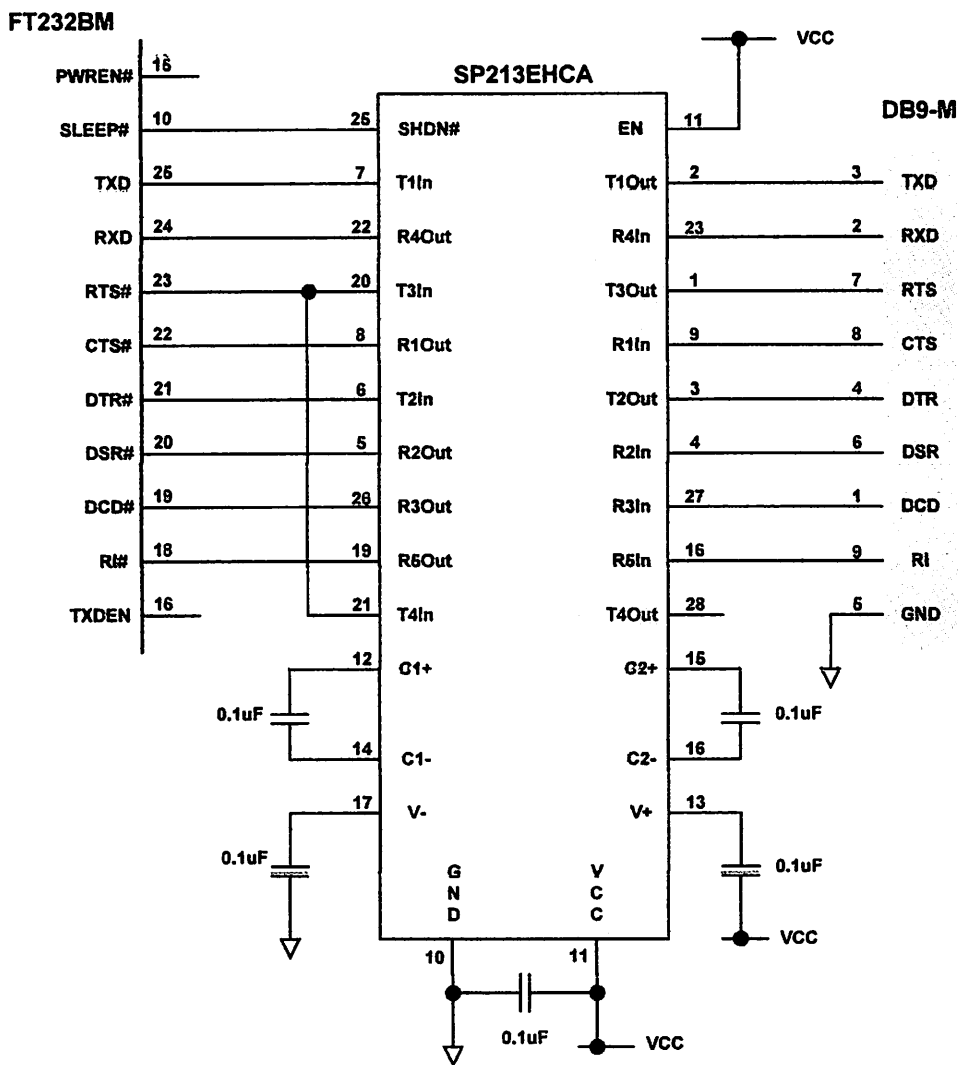 FT232BM
VCC
PWREN# 15
SP213EHCA
DB9-M
SLEEP# 10 25 SHDN# EN 11
TXD 25 7 T1In T1Out 2 3 TXD
RXD 24 22 R4Out R4In 23 2 RXD
RTS# 23 20 T3In T3Out 1 7 RTS
CTS# 22 8 R1Out R1In 9 8 CTS
DTR# 21 6 T2In T2Out 3 4 DTR
DSR# 20 5 R2Out R2In 4 6 DSR
DCD# 19 26 R3Out R3In 27 1 DCD
RI# 18 19 R5Out R5In 16 9 RI
TXDEN 16 21 T4In T4Out 28 5 GND
12 C1+ C2+ 15
0.1uF 0.1uF
14 C1- C2- 16
17 V- V+ 13
0.1uF GND VCC 0.1uF
VCC
10 11
0.1uF VCC